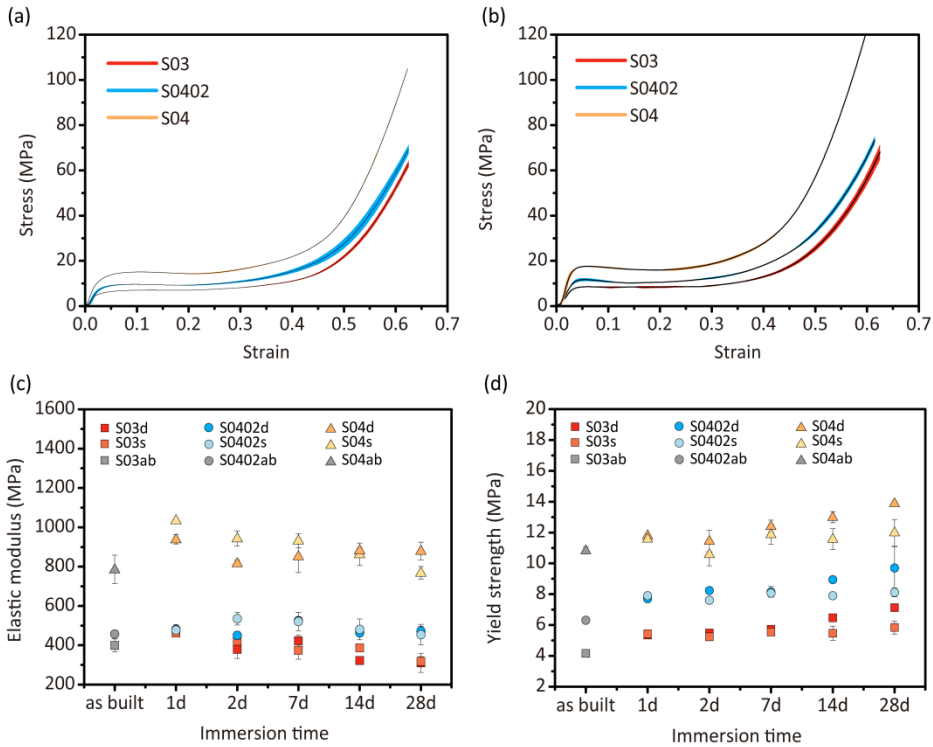 (a)
120
100
80
60
40
20
0
Stress (MPa)
S03
S0402
S04
0.0 0.1 0.2 0.3 0.4 0.5 0.6 0.7
Strain
(b)
120
100
80
60
40
20
0
Stress (MPa)
S03
S0402
S04
0.0 0.1 0.2 0.3 0.4 0.5 0.6 0.7
Strain
(c)
1600
1400
1200
1000
800
600
400
200
Elastic modulus (MPa)
S03d S0402d S04d
S03s S0402s S04s
S03ab S0402ab S04ab
as built 1d 2d 7d 14d 28d
Immersion time
(d)
20
18
16
14
12
10
8
6
4
2
Yield strength (MPa)
S03d S0402d S04d
S03s S0402s S04s
S03ab S0402ab S04ab
as built 1d 2d 7d 14d 28d
Immersion time